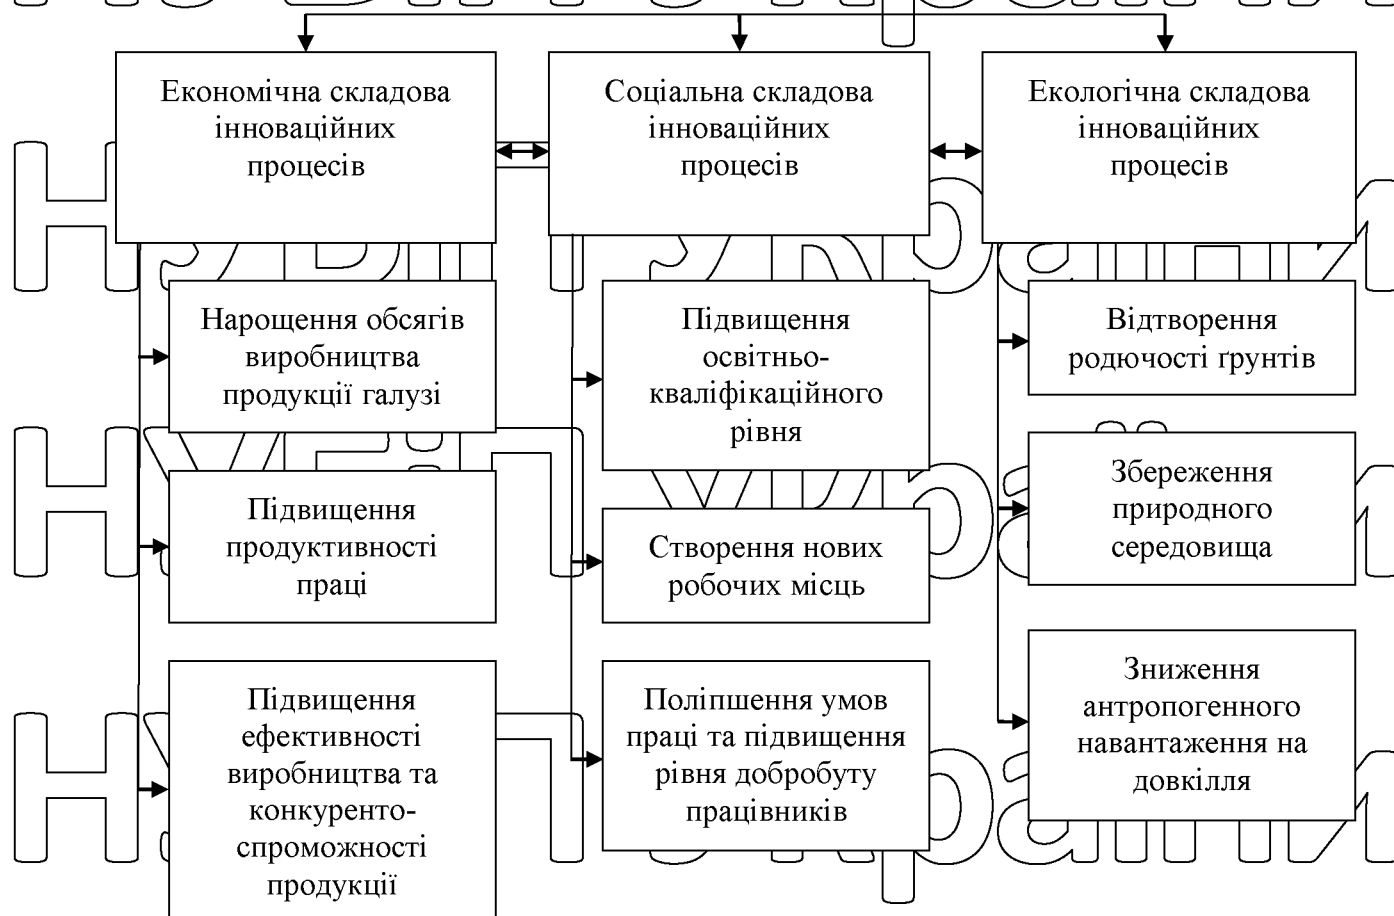 Економічна складова
інноваційних
процесів
Соціальна складова
інноваційних
процесів
Екологічна складова
інноваційних
процесів
Нарощення обсягів
виробництва
продукції галузі
Підвищення
продуктивності
праці
Підвищення
ефективності
виробництва та
конкуренто-
спроможності
продукції
Підвищення
освітньо-
кваліфікаційного
рівня
Створення нових
робочих місць
Поліпшення умов
праці та підвищення
рівня добробуту
працівників
Відтворення
родючості ґрунтів
Збереження
природного
середовища
Зниження
антропогенного
навантаження на
довкілля